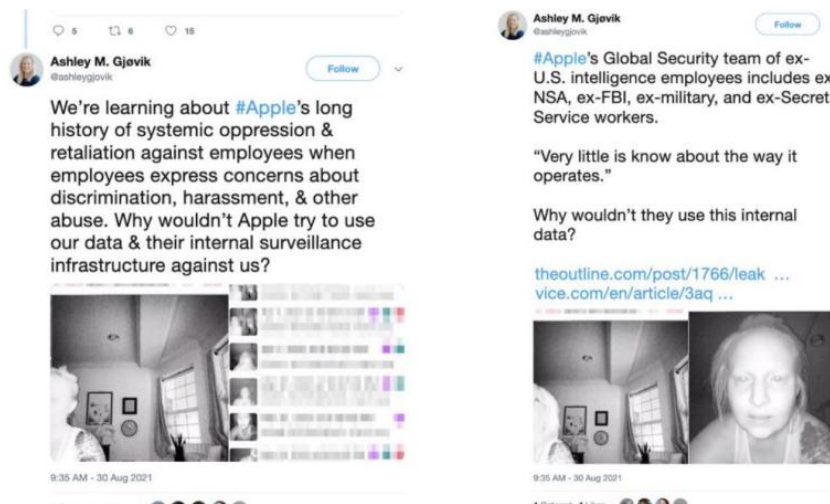 5 6 15
Ashley M. Gjøvik
@ashleygjovik
Follow
We're learning about #Apple's long
history of systemic oppression &
retaliation against employees when
employees express concerns about
discrimination, harassment, & other
abuse. Why wouldn't Apple try to use
our data & their internal surveillance
infrastructure against us?
9:35 AM - 30 Aug 2021
Ashley M. Gjøvik
@ashleygjovik
Follow
#Apple's Global Security team of ex-
U.S. intelligence employees includes ex
NSA, ex-FBI, ex-military, and ex-Secret
Service workers.
"Very little is know about the way it
operates."
Why wouldn't they use this internal
data?
theoutline.com/post/1766/leak ...
vice.com/en/article/3aq ...
9:35 AM - 30 Aug 2021